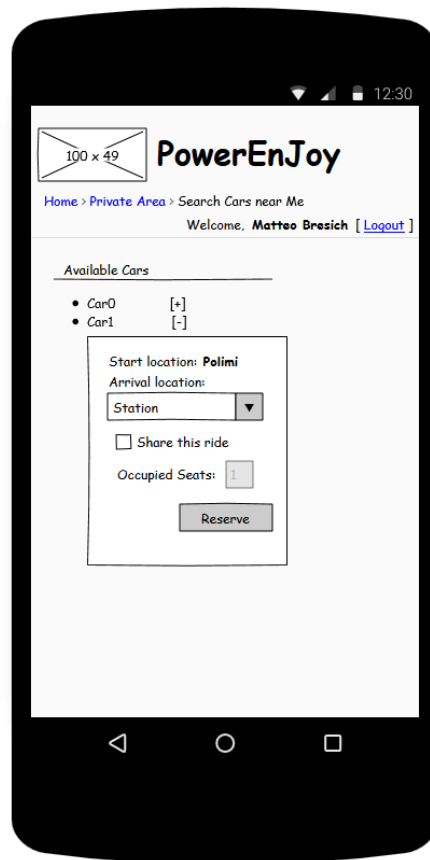 12:30
100 x 49
PowerEnJoy
Home > Private Area > Search Cars near Me
Welcome, Matteo Bresich [ Logout ]
Available Cars
• Car0 [+]
• Car1 [-]
Start location: Polimi
Arrival location:
Station
Share this ride
Occupied Seats: 1
Reserve